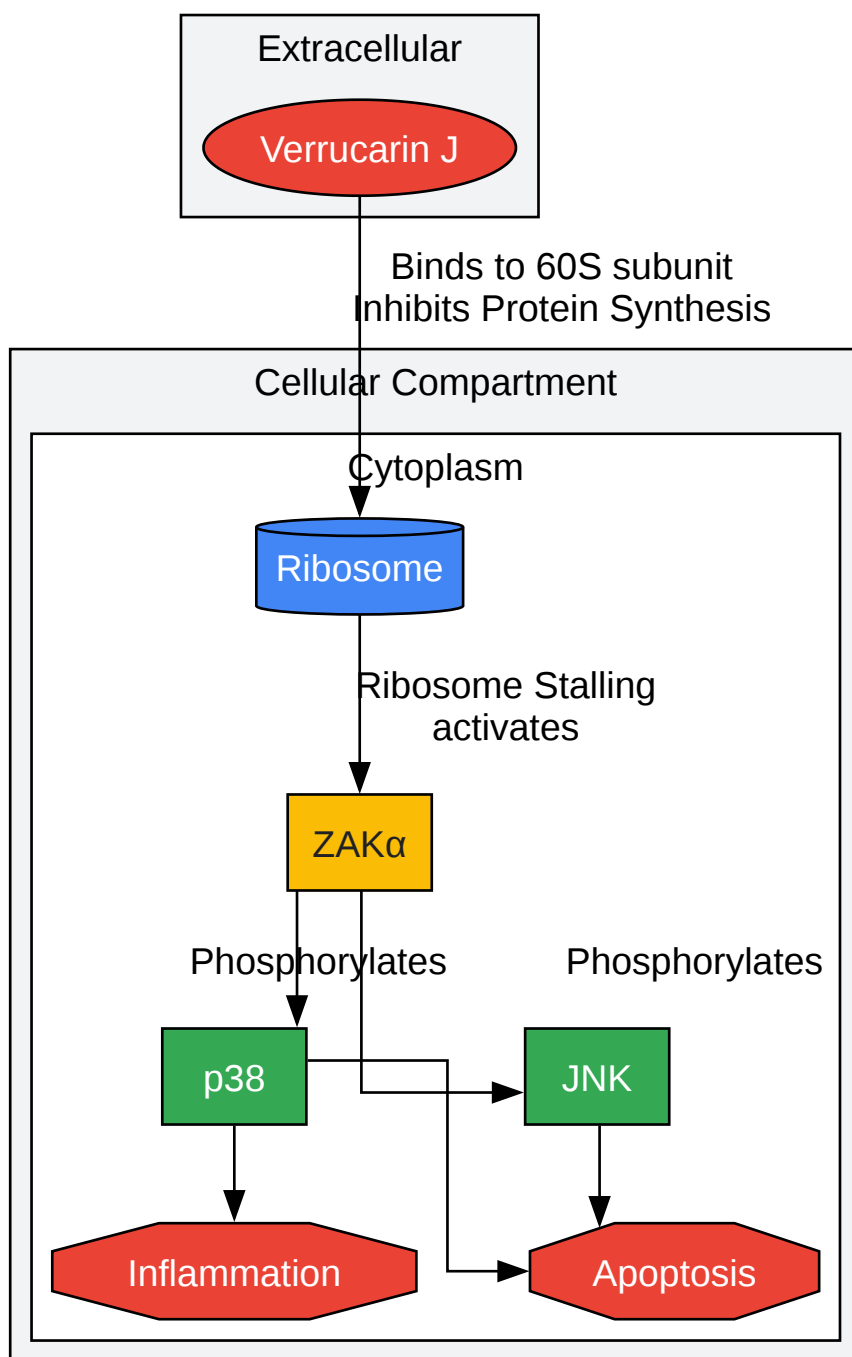 Extracellular
Verrucarin J
Binds to 60S subunit
Inhibits Protein Synthesis
Cellular Compartment
Cytoplasm
Ribosome
Ribosome Stalling
activates
ZAKα
Phosphorylates
Phosphorylates
p38
JNK
Inflammation
Apoptosis